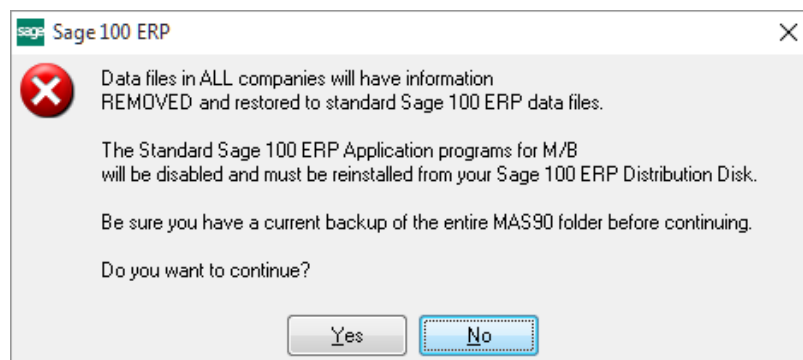 sage Sage 100 ERP
Data files in ALL companies will have information
REMOVED and restored to standard Sage 100 ERP data files.
The Standard Sage 100 ERP Application programs for M/B
will be disabled and must be reinstalled from your Sage 100 ERP Distribution Disk.
Be sure you have a current backup of the entire MAS90 folder before continuing.
Do you want to continue?
Yes No